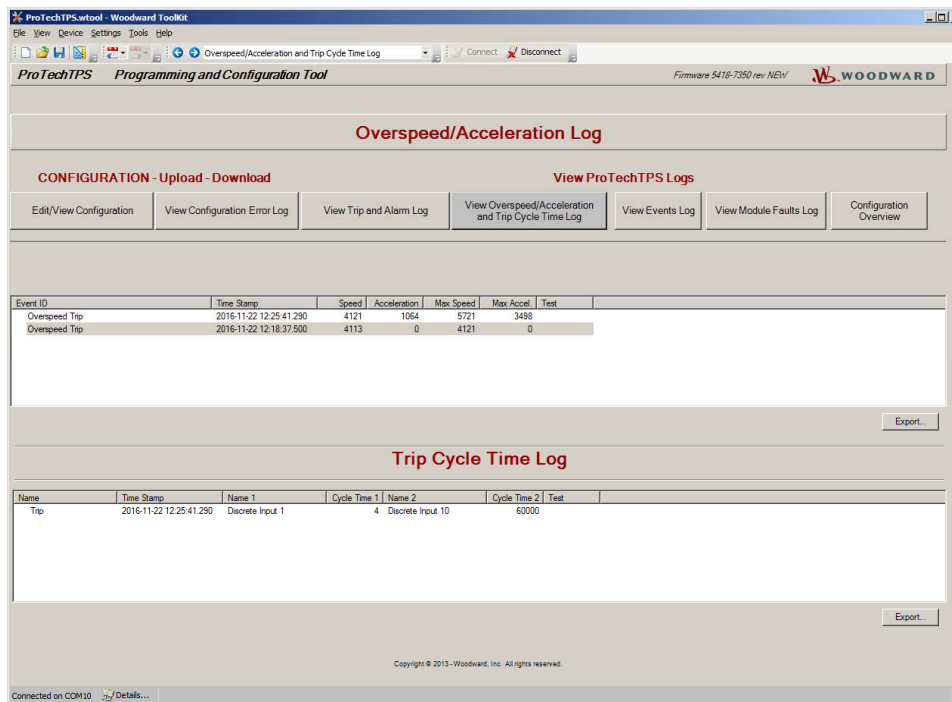 ProTechTPS.wtool - Woodward ToolKit
File View Device Settings Tools Help
Overspeed/Acceleration and Trip Cycle Time Log Connect Disconnect
ProTechTPS Programming and Configuration Tool Firmware 5418-7350 rev NEW WOODWARD
Overspeed/Acceleration Log
CONFIGURATION - Upload - Download View ProTechTPS Logs
Edit/View Configuration View Configuration Error Log View Trip and Alarm Log View Overspeed/Acceleration and Trip Cycle Time Log View Events Log View Module Faults Log Configuration Overview
Event ID Time Stamp Speed Acceleration Max Speed Max Accel. Test
Overspeed Trip 2016-11-22 12:25:41.290 4121 1064 5721 3498
Overspeed Trip 2016-11-22 12:18:37.500 4113 0 4121 0
Export...
Trip Cycle Time Log
Name Time Stamp Name 1 Cycle Time 1 Name 2 Cycle Time 2 Test
Trip 2016-11-22 12:25:41.290 Discrete Input 1 4 Discrete Input 10 60000
Export...
Copyright © 2013 - Woodward, Inc. All rights reserved.
Connected on COM10 Details...